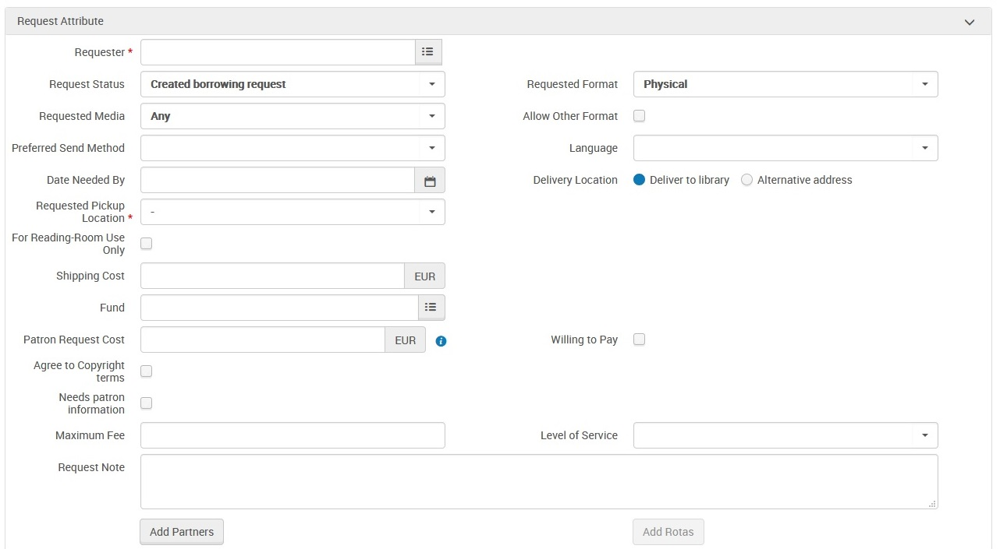 Request Attribute
Requester *
Request Status Created borrowing request Requested Format Physical
Requested Media Any Allow Other Format
Preferred Send Method Language
Date Needed By Delivery Location Deliver to library Alternative address
Requested Pickup
Location * -
For Reading-Room Use
Only
Shipping Cost EUR
Fund
Patron Request Cost EUR Willing to Pay
Agree to Copyright
terms
Needs patron
information
Maximum Fee Level of Service
Request Note
Add Partners Add Rotas